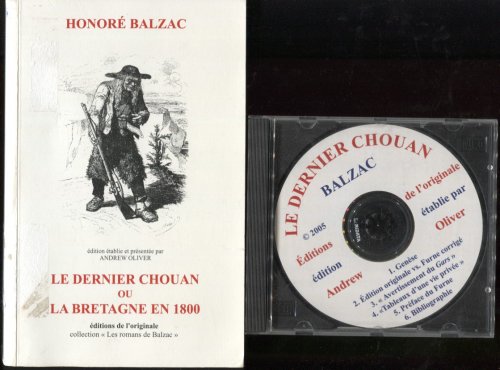 HONORÉ BALZAC
édition établie et présentée par
ANDREW OLIVER
LE DERNIER CHOUAN
OU
LA BRETAGNE EN 1800
éditions de l'originale
collection « Les romans de Balzac »
LE DERNIER CHOUAN
BALZAC
© 2005
Éditions
de l'originale
édition
établie par
Andrew
Oliver
1. Genèse
2. Édition originale vs. Furne corrigé
3. « Avertissement du Gars »
4. «Tableaux d'une vie privée »
5. Préface du Furne
6. Bibliographie